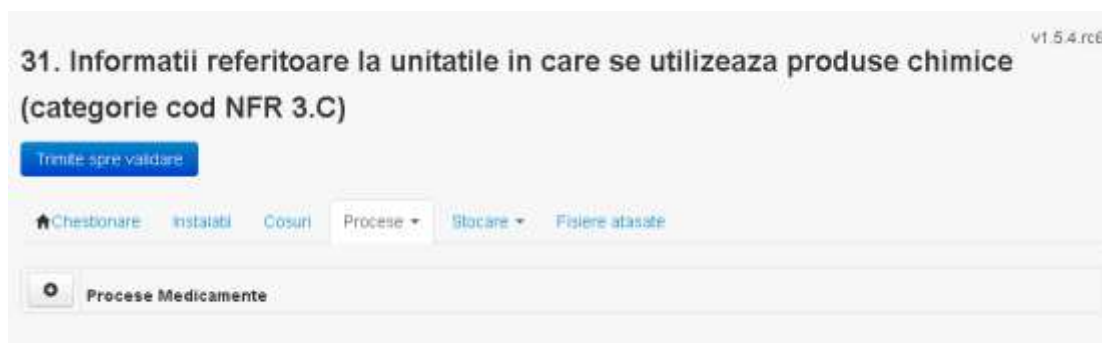 v1.5.4.rc6
31. Informatii referitoare la unitatile in care se utilizeaza produse chimice
(categorie cod NFR 3.C)
Trimite spre validare
Chestionare Instalatii Cosuri Procese Stocare Fisiere atasate
Procese Medicamente